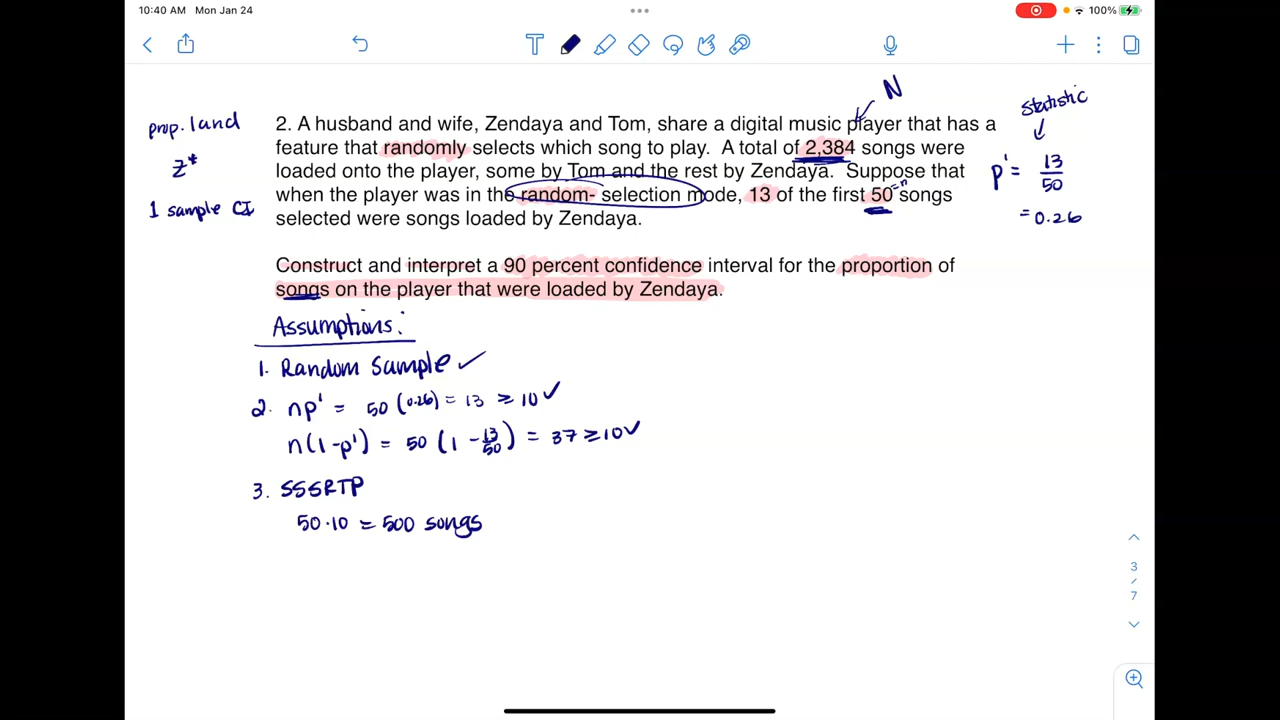 10:40 AM Mon Jan 24
100%
N
statistic
prop. land
z*
1 sample CI
2. A husband and wife, Zendaya and Tom, share a digital music player that has a
feature that randomly selects which song to play. A total of 2,384 songs were
loaded onto the player, some by Tom and the rest by Zendaya. Suppose that
when the player was in the random- selection mode, 13 of the first 50 =n songs
selected were songs loaded by Zendaya.
p' = 13/50
= 0.26
Construct and interpret a 90 percent confidence interval for the proportion of
songs on the player that were loaded by Zendaya.
Assumptions:
1. Random Sample ✓
2. np' = 50 (0.26) = 13 ≥ 10 ✓
n(1-p') = 50 (1 - 13/50) = 37 ≥ 10 ✓
3. SSSRTP
50·10 = 500 songs
3
/
7